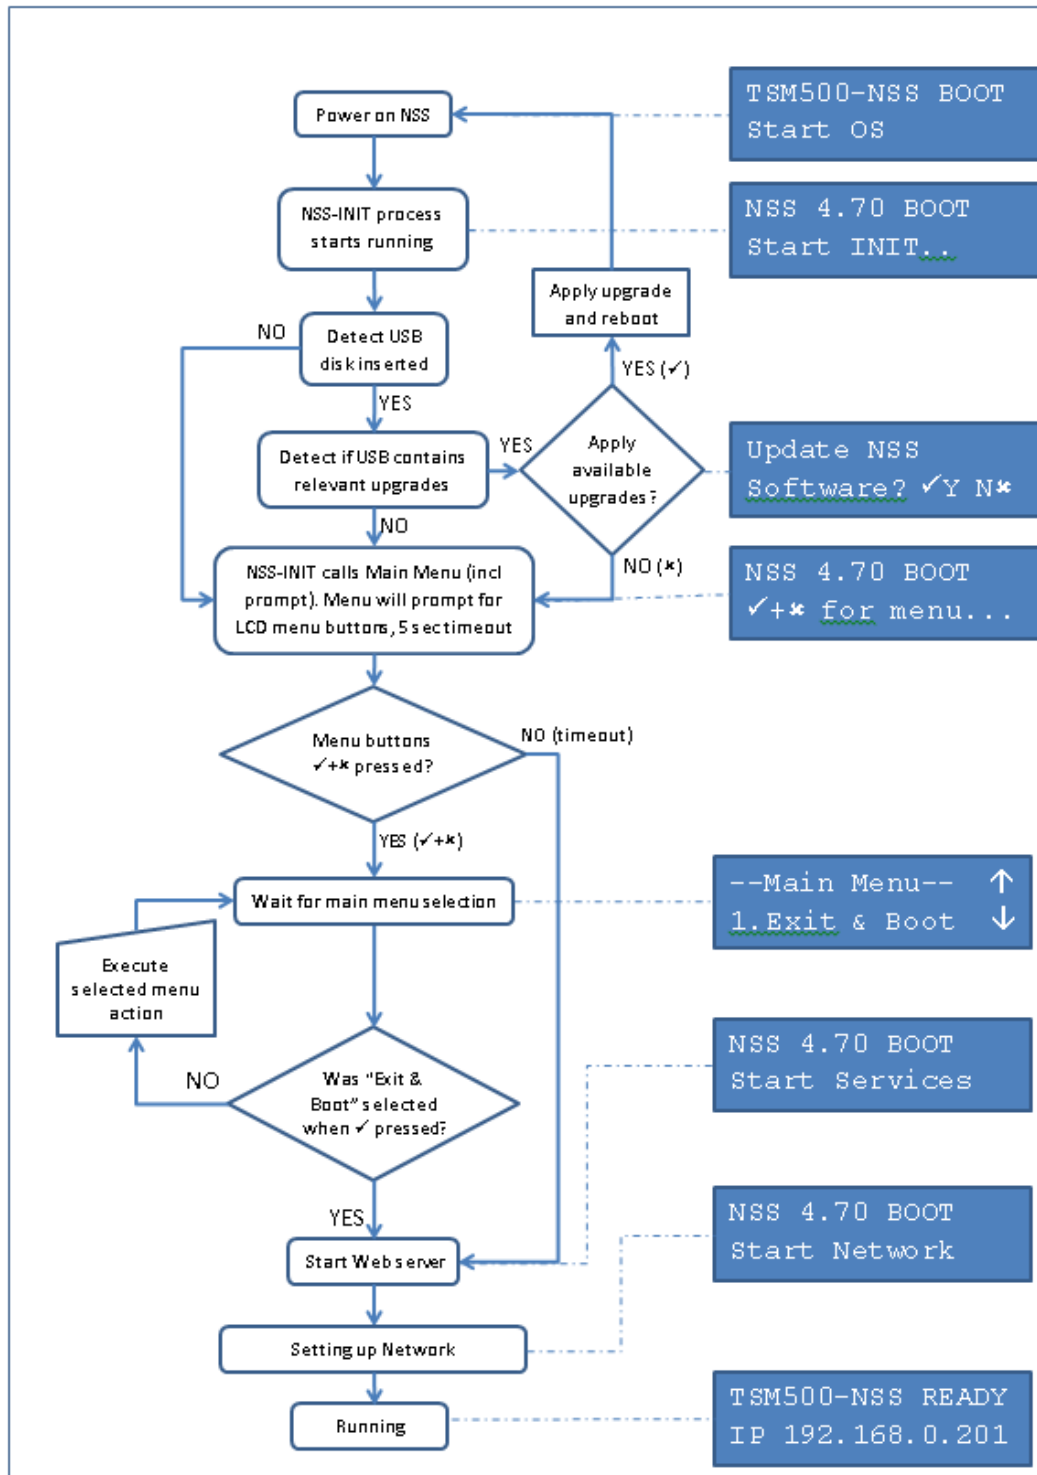 Power on NSS
TSM500-NSS BOOT
Start OS
NSS-INIT process
starts running
NSS 4.70 BOOT
Start INIT..
Apply upgrade
and reboot
NO
Detect USB
disk inserted
YES (✓)
YES
Detect if USB contains
relevant upgrades
YES
Apply
available
upgrades?
Update NSS
Software? ✓Y N✖
NO
NO (✖)
NSS-INIT calls Main Menu (incl
prompt). Menu will prompt for
LCD menu buttons, 5 sec timeout
NSS 4.70 BOOT
✓+✖ for menu...
Menu buttons
✓+✖ pressed?
NO (timeout)
YES (✓+✖)
Wait for main menu selection
--Main Menu-- ↑
1.Exit & Boot ↓
Execute
selected menu
action
NO
Was "Exit &
Boot" selected
when ✓ pressed?
NSS 4.70 BOOT
Start Services
YES
Start Web server
NSS 4.70 BOOT
Start Network
Setting up Network
Running
TSM500-NSS READY
IP 192.168.0.201